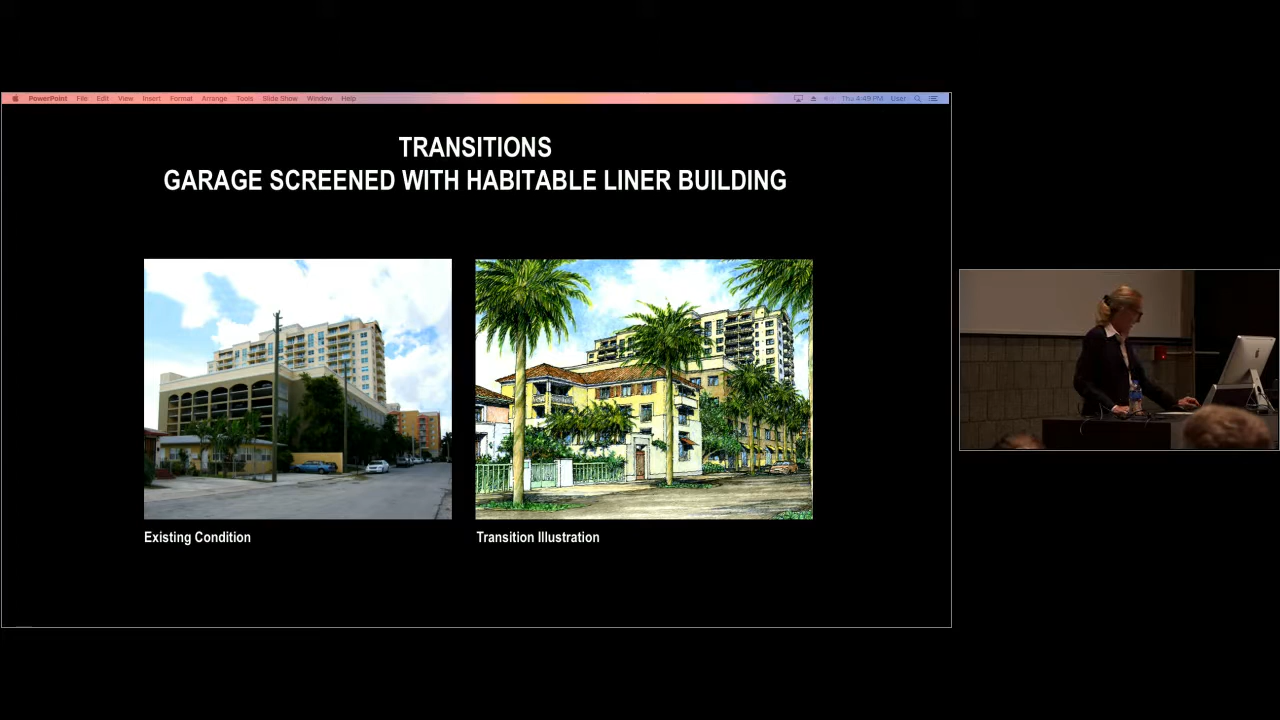 PowerPoint File Edit View Insert Format Arrange Tools Slide Show Window Help Thu 4:49 PM User
TRANSITIONS
GARAGE SCREENED WITH HABITABLE LINER BUILDING
Existing Condition
Transition Illustration